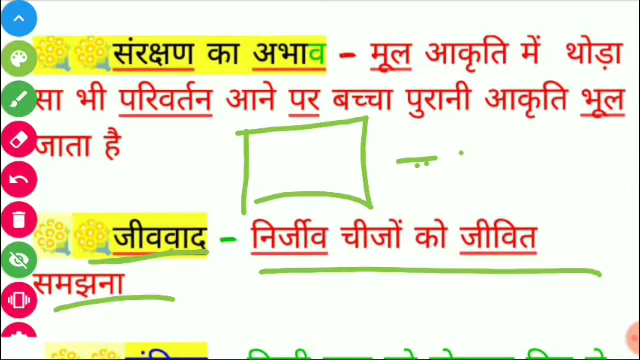 संरक्षण का अभाव - मूल आकृति में थोड़ा
सा भी परिवर्तन आने पर बच्चा पुरानी आकृति भूल
जाता है
जीववाद - निर्जीव चीजों को जीवित
समझना